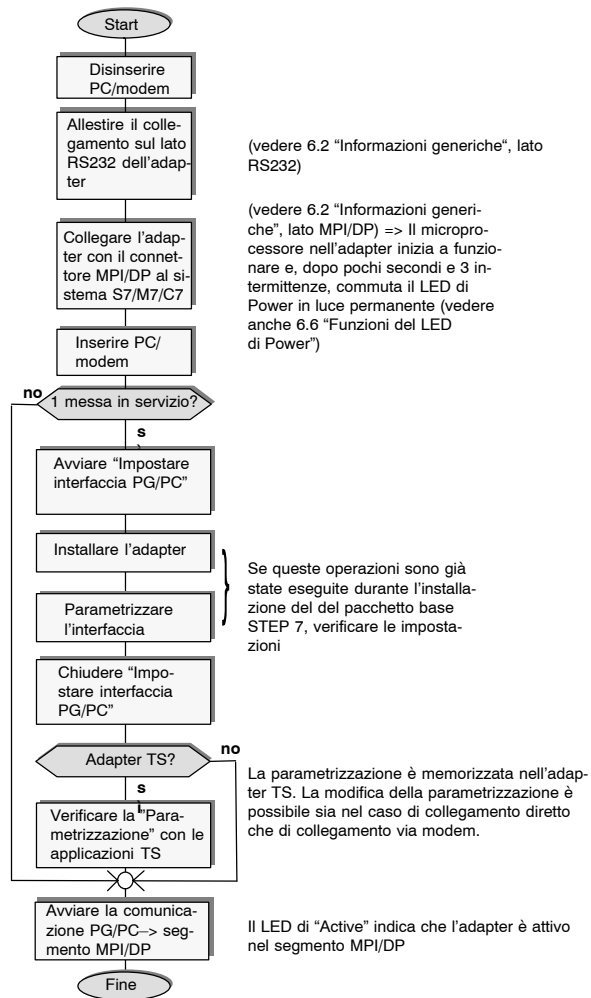 Start
Disinserire
PC/modem
Allestire il colle-
gamento sul lato
RS232 dell'adap-
ter
(vedere 6.2 “Informazioni generiche“, lato
RS232)
Collegare l'adap-
ter con il connet-
tore MPI/DP al si-
stema S7/M7/C7
(vedere 6.2 “Informazioni generi-
che”, lato MPI/DP) => Il micropro-
cessore nell'adapter inizia a funzio-
nare e, dopo pochi secondi e 3 in-
termittenze, commuta il LED di
Power in luce permanente (vedere
anche 6.6 “Funzioni del LED
di Power”)
Inserire PC/
modem
no
1 messa in servizio?
s
Avviare “Impostare
interfaccia PG/PC”
Installare l'adapter
Parametrizzare
l'interfaccia
Se queste operazioni sono già
state eseguite durante l'installa-
zione del del pacchetto base
STEP 7, verificare le imposta-
zioni
Chiudere “Impo-
stare interfaccia
PG/PC”
Adapter TS?
no
s
La parametrizzazione è memorizzata nell'adap-
ter TS. La modifica della parametrizzazione è
possibile sia nel caso di collegamento diretto
che di collegamento via modem.
Verificare la ”Para-
metrizzazione” con le
applicazioni TS
Avviare la comunica-
zione PG/PC–> seg-
mento MPI/DP
Il LED di “Active” indica che l'adapter è attivo
nel segmento MPI/DP
Fine